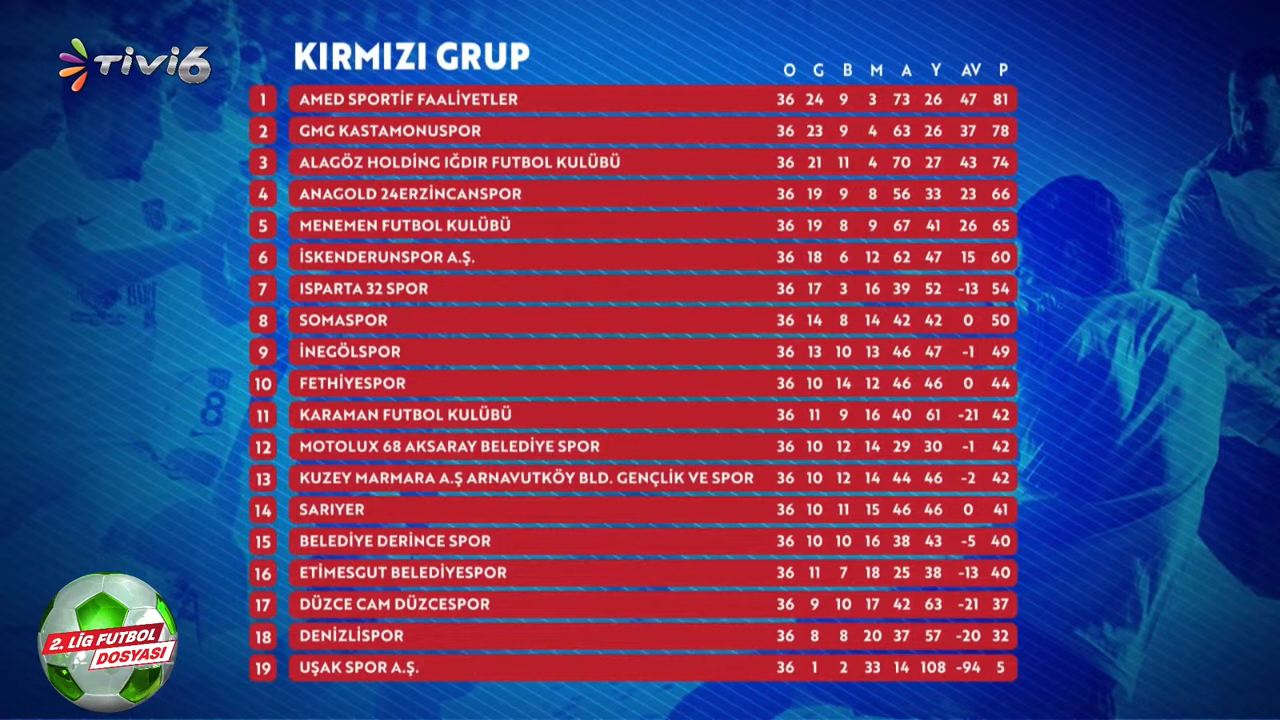 TİVİ6
KIRMIZI GRUP
O G B M A Y AV P
1 AMED SPORTİF FAALİYETLER 36 24 9 3 73 26 47 81
2 GMG KASTAMONUSPOR 36 23 9 4 63 26 37 78
3 ALAGÖZ HOLDİNG IĞDIR FUTBOL KULÜBÜ 36 21 11 4 70 27 43 74
4 ANAGOLD 24ERZİNCANSPOR 36 19 9 8 56 33 23 66
5 MENEMEN FUTBOL KULÜBÜ 36 19 8 9 67 41 26 65
6 İSKENDERUNSPOR A.Ş. 36 18 6 12 62 47 15 60
7 ISPARTA 32 SPOR 36 17 3 16 39 52 -13 54
8 SOMASPOR 36 14 8 14 42 42 0 50
9 İNEGÖLSPOR 36 13 10 13 46 47 -1 49
10 FETHİYESPOR 36 10 14 12 46 46 0 44
11 KARAMAN FUTBOL KULÜBÜ 36 11 9 16 40 61 -21 42
12 MOTOLUX 68 AKSARAY BELEDİYE SPOR 36 10 12 14 29 30 -1 42
13 KUZEY MARMARA A.Ş ARNAVUTKÖY BLD. GENÇLİK VE SPOR 36 10 12 14 44 46 -2 42
14 SARIYER 36 10 11 15 46 46 0 41
15 BELEDİYE DERİNCE SPOR 36 10 10 16 38 43 -5 40
16 ETİMESGUT BELEDİYESPOR 36 11 7 18 25 38 -13 40
17 DÜZCE CAM DÜZCESPOR 36 9 10 17 42 63 -21 37
18 DENİZLİSPOR 36 8 8 20 37 57 -20 32
19 UŞAK SPOR A.Ş. 36 1 2 33 14 108 -94 5
2. LİG FUTBOL
DOSYASI